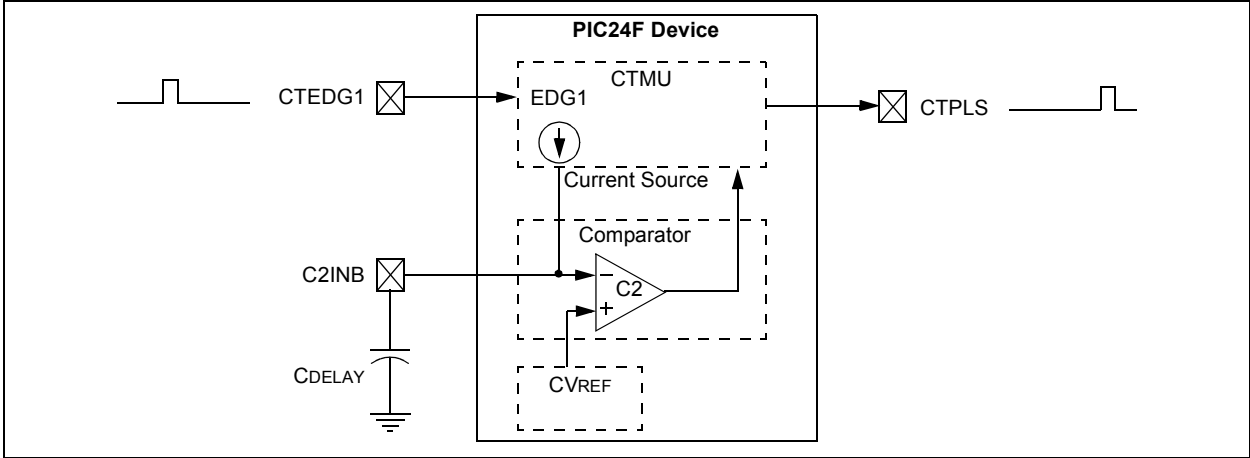 PIC24F Device
CTMU
CTEDG1
EDG1
CTPLS
Current Source
Comparator
C2INB
−
C2
+
CDELAY
CVREF